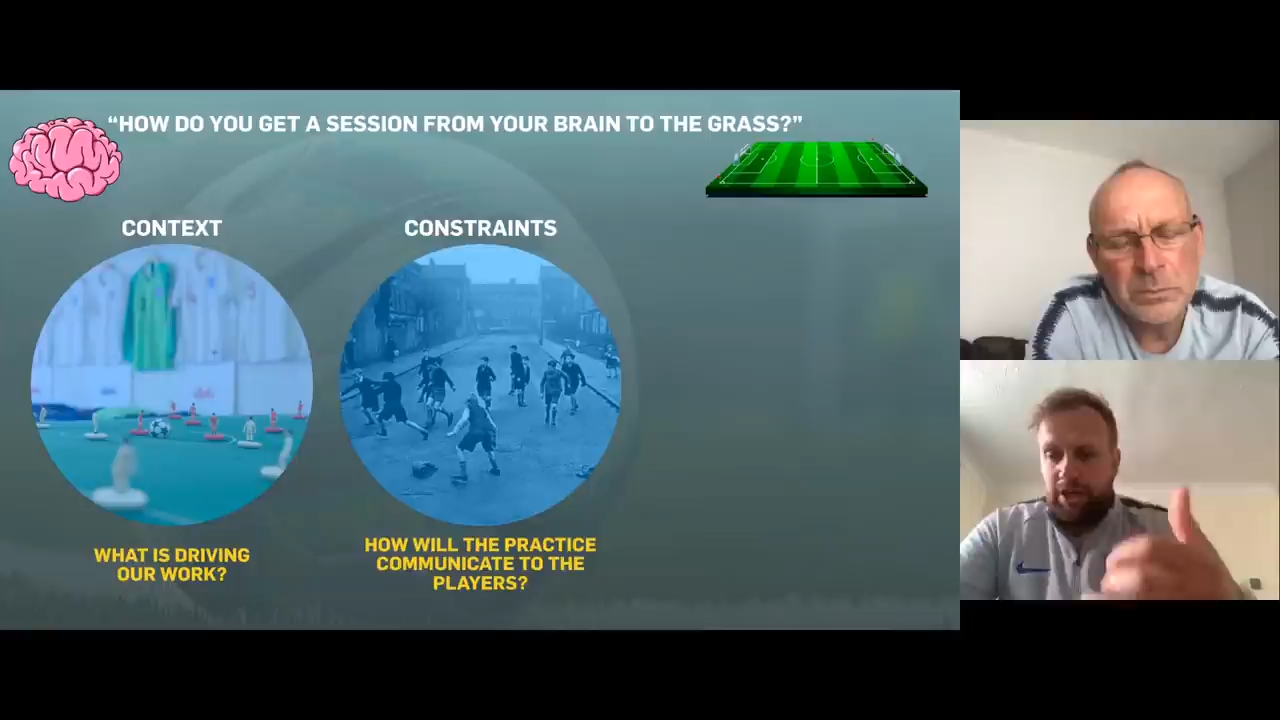 “HOW DO YOU GET A SESSION FROM YOUR BRAIN TO THE GRASS?”
CONTEXT
CONSTRAINTS
WHAT IS DRIVING
OUR WORK?
HOW WILL THE PRACTICE
COMMUNICATE TO THE
PLAYERS?